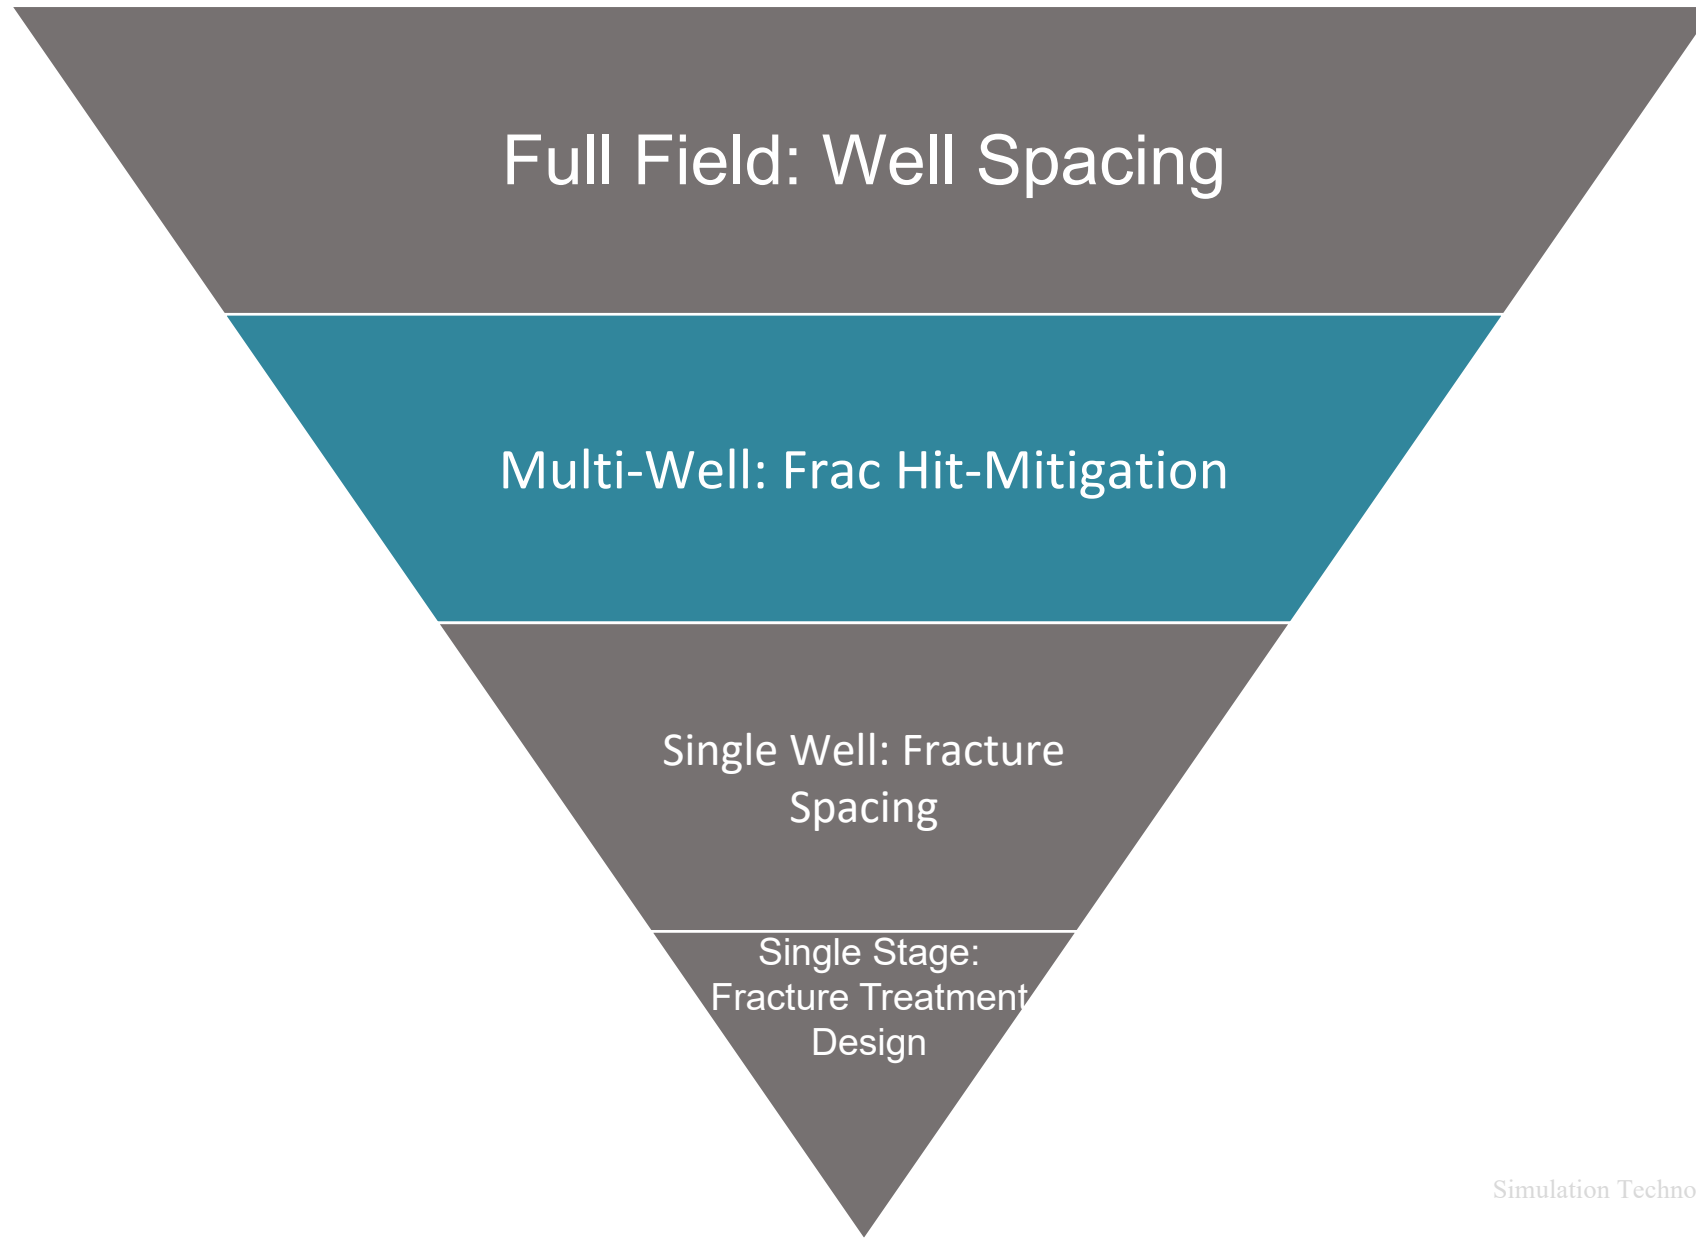 Full Field: Well Spacing
Multi-Well: Frac Hit-Mitigation
Single Well: Fracture
Spacing
Single Stage:
Fracture Treatment
Design
Simulation